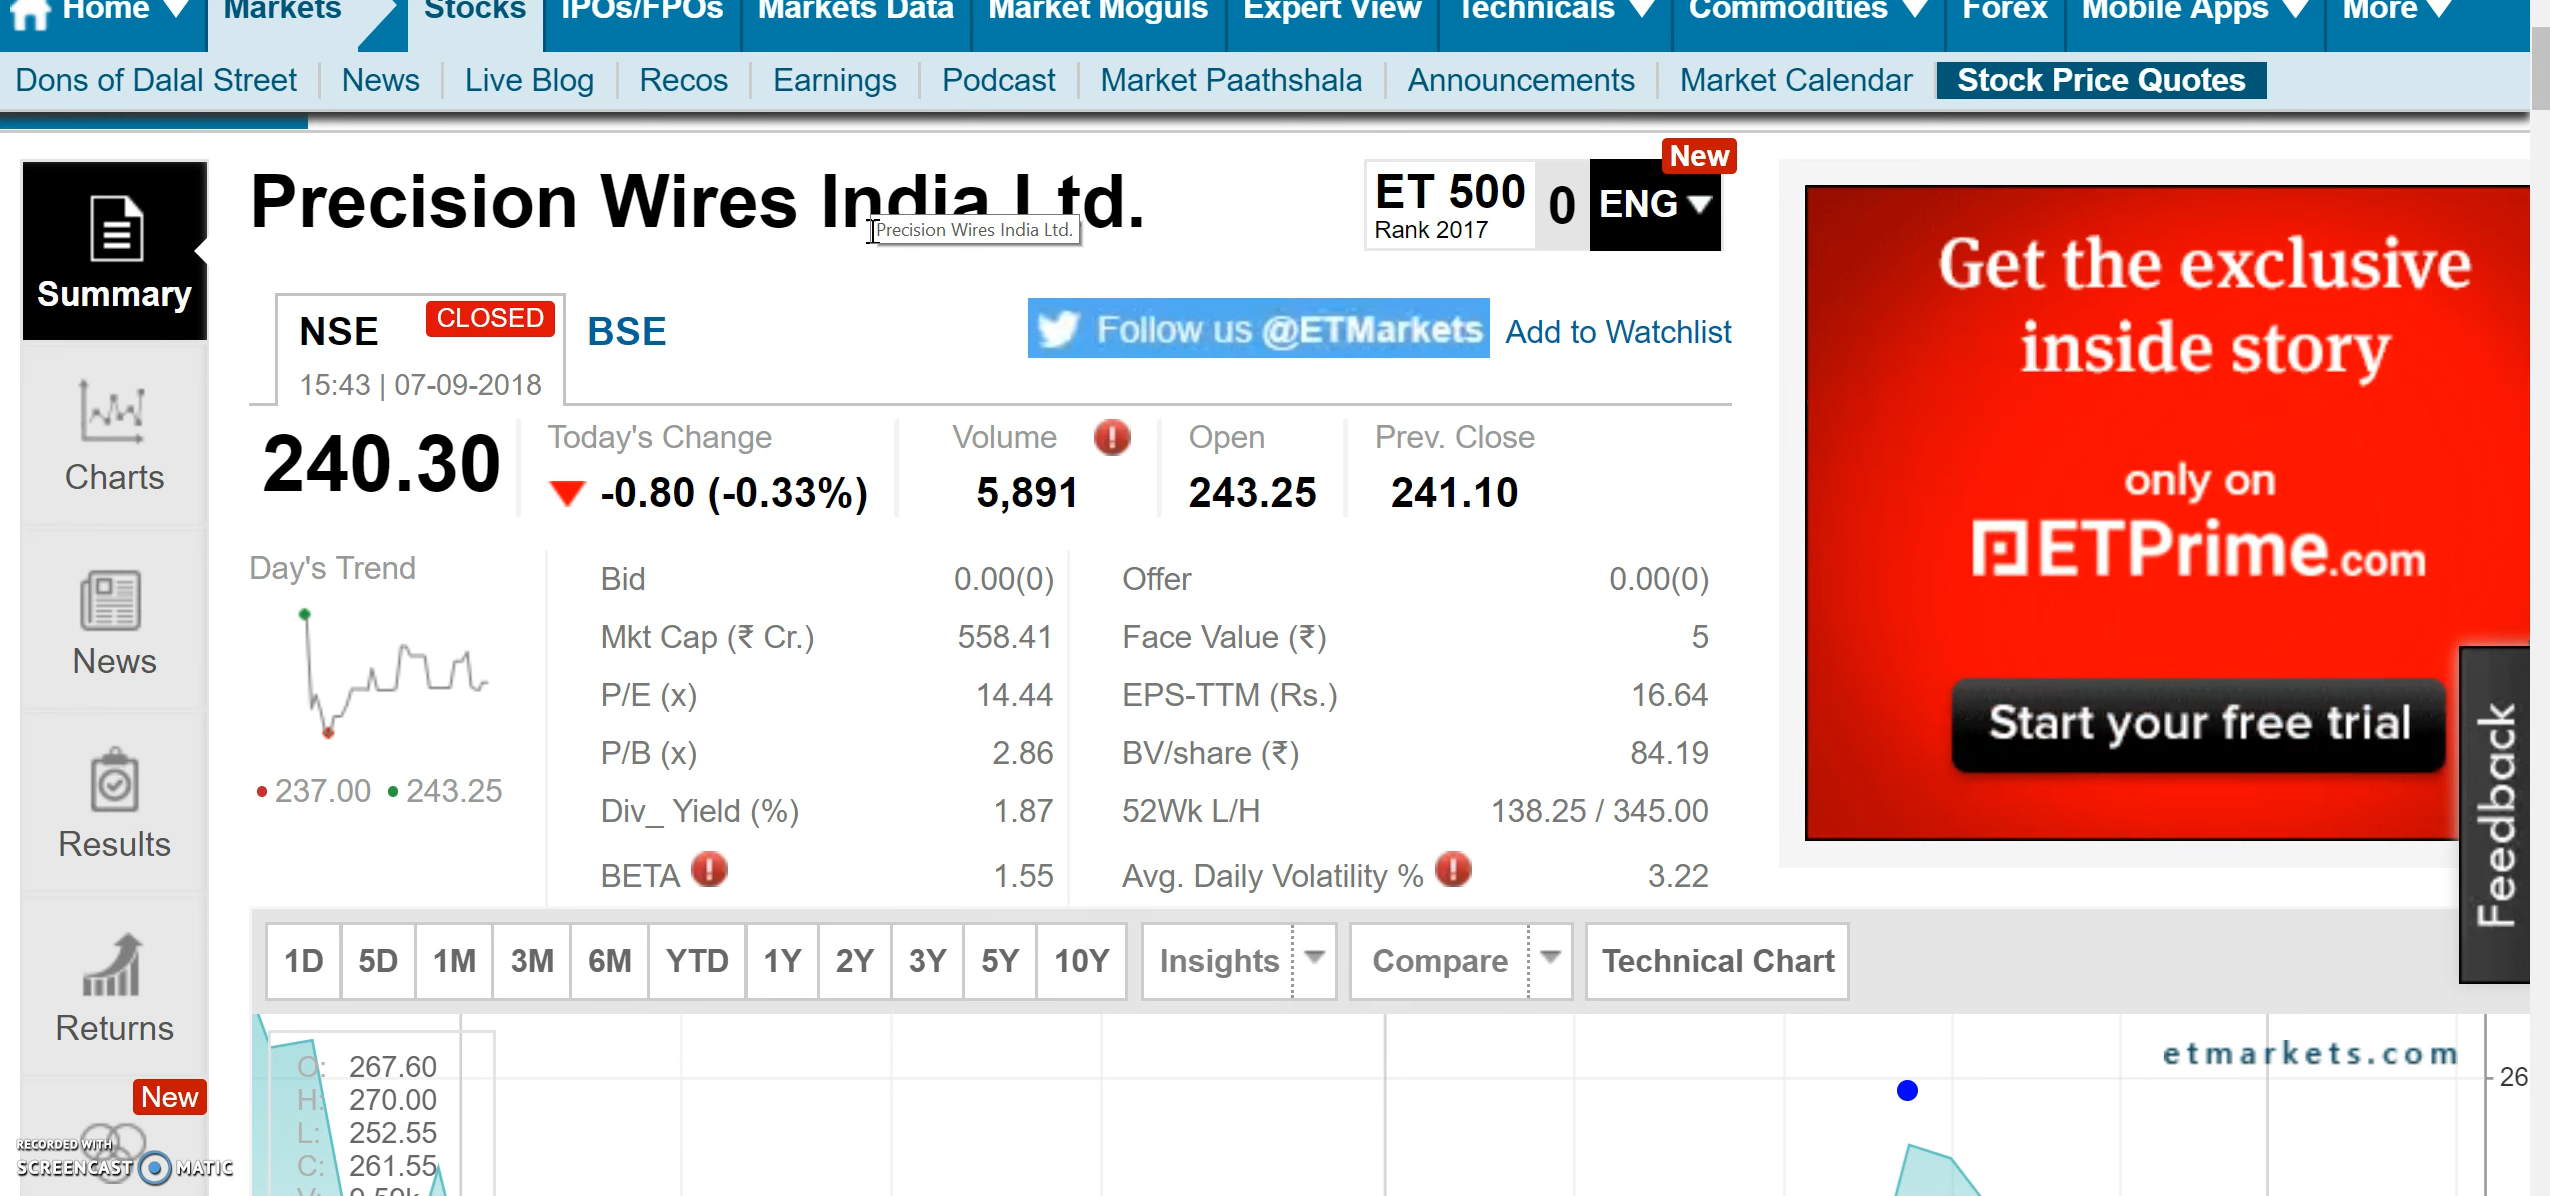 Home Markets Stocks IPOs/FPOs Markets Data Market Moguls Expert View Technicals Commodities Forex Mobile Apps More
Dons of Dalal Street News Live Blog Recos Earnings Podcast Market Paathshala Announcements Market Calendar Stock Price Quotes
New
Precision Wires India Ltd.
Precision Wires India Ltd.
ET 500 0 ENG
Rank 2017
Summary
NSE CLOSED BSE
15:43 | 07-09-2018
Follow us @ETMarkets Add to Watchlist
240.30
Today's Change Volume Open Prev. Close
-0.80 (-0.33%) 5,891 243.25 241.10
Day's Trend
237.00 243.25
Bid 0.00(0) Offer 0.00(0)
Mkt Cap (₹ Cr.) 558.41 Face Value (₹) 5
P/E (x) 14.44 EPS-TTM (Rs.) 16.64
P/B (x) 2.86 BV/share (₹) 84.19
Div_ Yield (%) 1.87 52Wk L/H 138.25 / 345.00
BETA 1.55 Avg. Daily Volatility % 3.22
Charts
News
Results
Returns
New
Get the exclusive
inside story
only on
ETPrime.com
Start your free trial
Feedback
1D 5D 1M 3M 6M YTD 1Y 2Y 3Y 5Y 10Y Insights Compare Technical Chart
etmarkets.com
26
O: 267.60
H: 270.00
L: 252.55
C: 261.55
RECORDED WITH
SCREENCAST MATIC